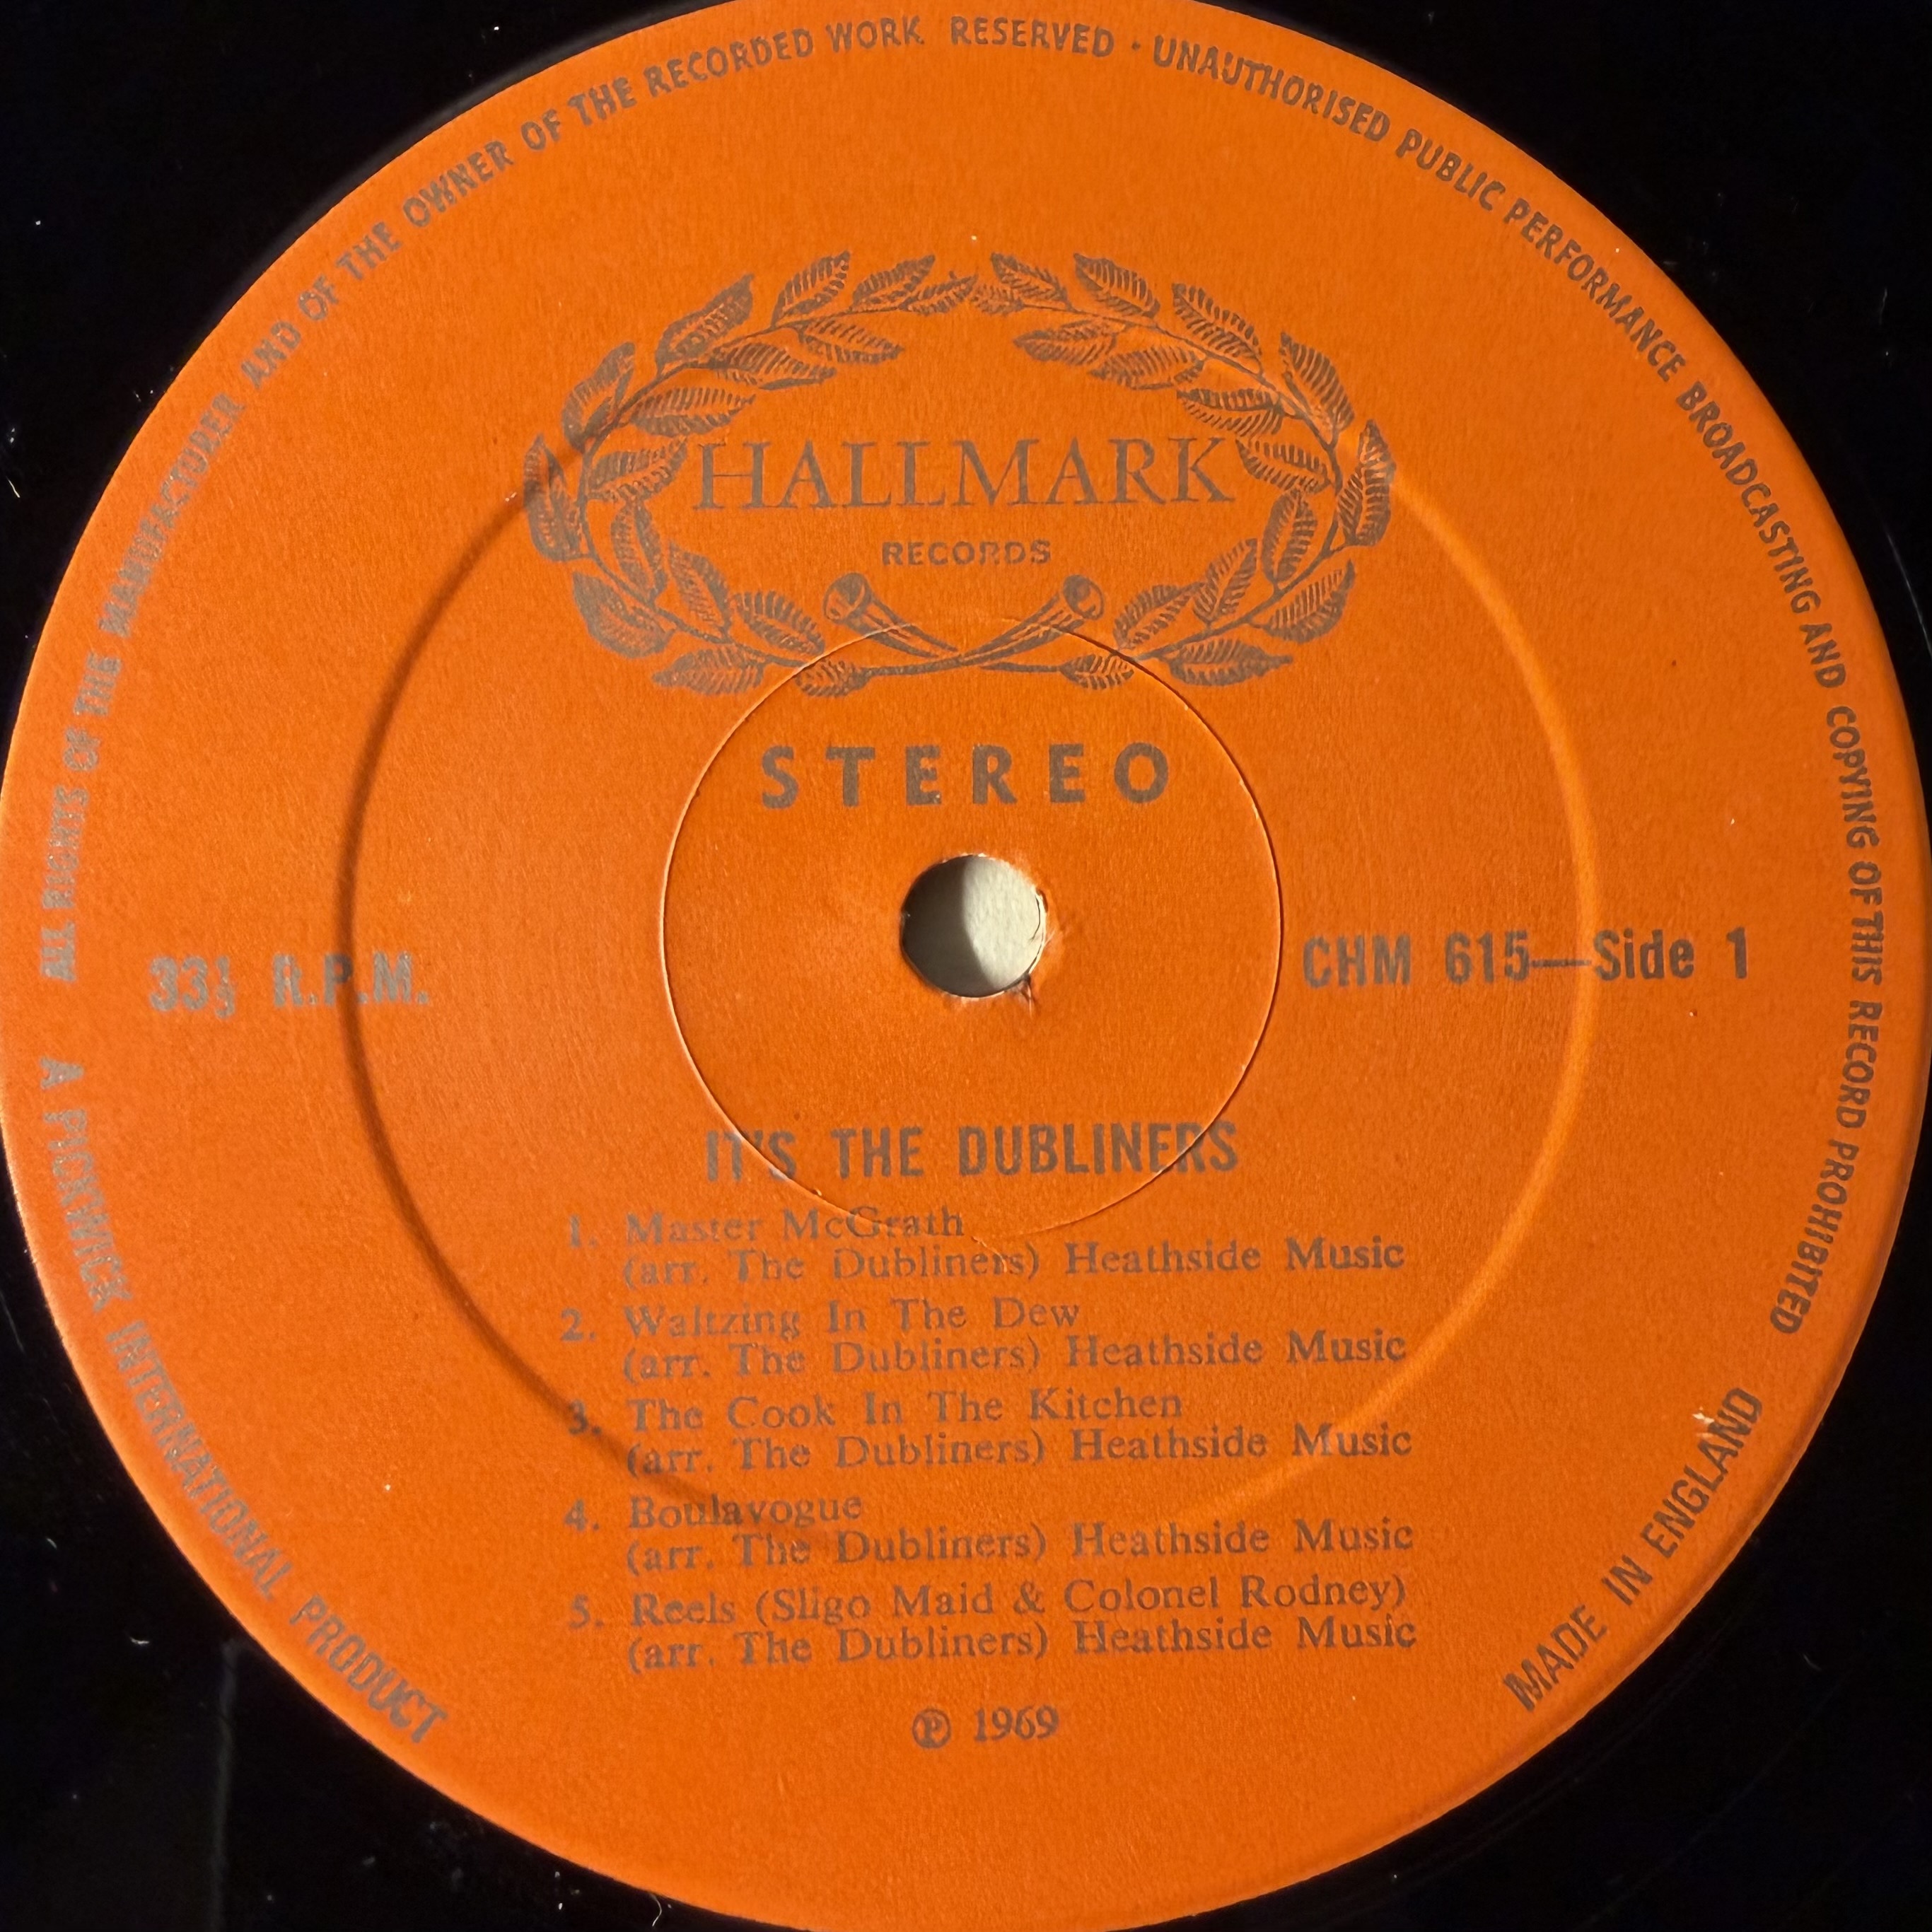 ALL RIGHTS OF THE MANUFACTURER AND OF THE OWNER OF THE RECORDED WORK RESERVED · UNAUTHORISED PUBLIC PERFORMANCE BROADCASTING AND COPYING OF THIS RECORD PROHIBITED
HALLMARK
RECORDS
STEREO
33⅓ R.P.M.
CHM 615—Side 1
IT'S THE DUBLINERS
1. Master McGrath
(arr. The Dubliners) Heathside Music
2. Waltzing In The Dew
(arr. The Dubliners) Heathside Music
3. The Cook In The Kitchen
(arr. The Dubliners) Heathside Music
4. Boulavogue
(arr. The Dubliners) Heathside Music
5. Reels (Sligo Maid & Colonel Rodney)
(arr. The Dubliners) Heathside Music
℗ 1969
A PICKWICK INTERNATIONAL PRODUCT
MADE IN ENGLAND